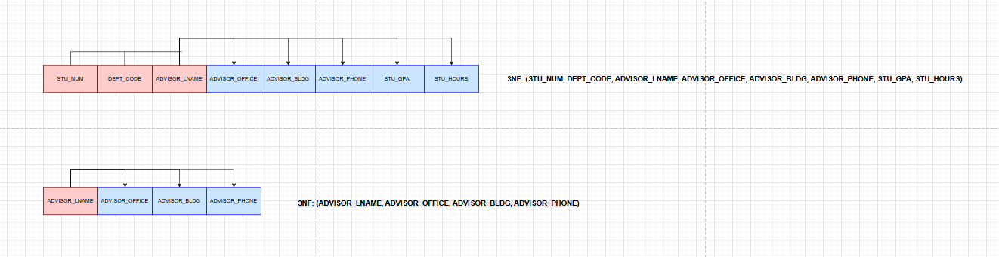 STU_NUM DEPT_CODE ADVISOR_LNAME ADVISOR_OFFICE ADVISOR_BLDG ADVISOR_PHONE STU_GPA STU_HOURS
3NF: (STU_NUM, DEPT_CODE, ADVISOR_LNAME, ADVISOR_OFFICE, ADVISOR_BLDG, ADVISOR_PHONE, STU_GPA, STU_HOURS)
ADVISOR_LNAME ADVISOR_OFFICE ADVISOR_BLDG ADVISOR_PHONE
3NF: (ADVISOR_LNAME, ADVISOR_OFFICE, ADVISOR_BLDG, ADVISOR_PHONE)